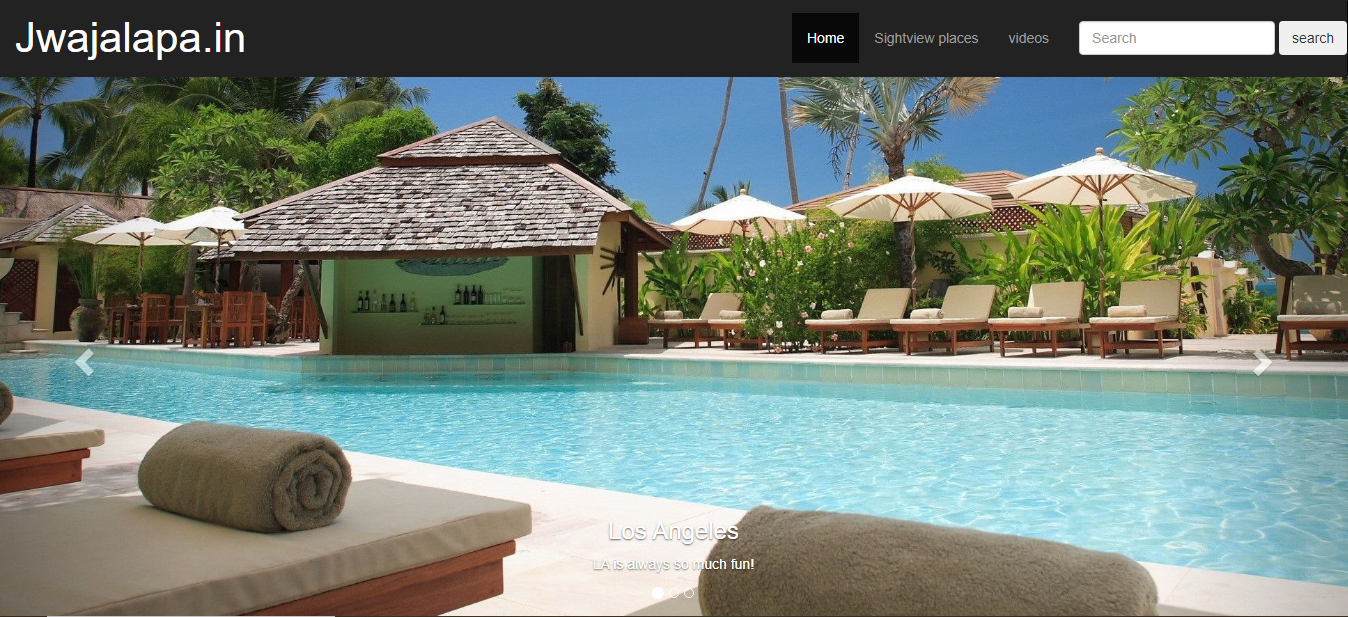 Jwajalapa.in
Home
Sightview places
videos
Search
search
Los Angeles
LA is always so much fun!